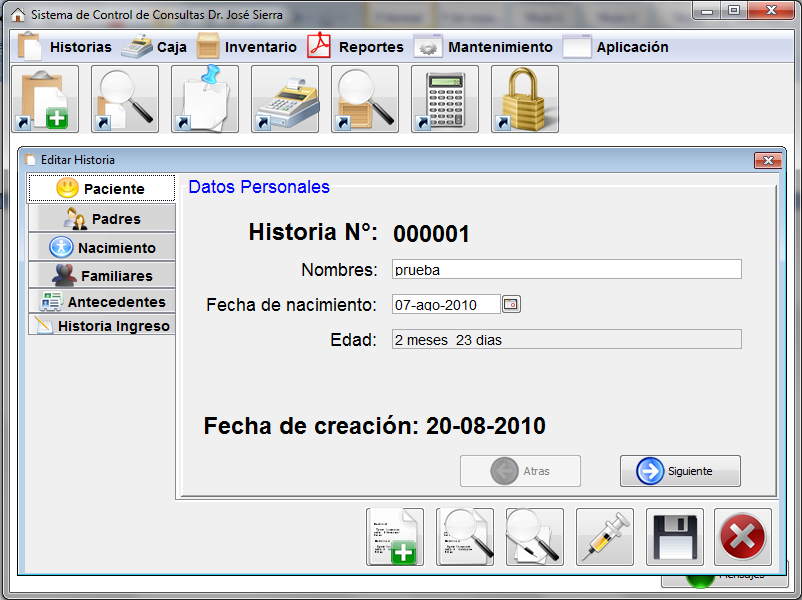 Sistema de Control de Consultas Dr. José Sierra
Historias Caja Inventario Reportes Mantenimiento Aplicación
Editar Historia
Paciente
Padres
Nacimiento
Familiares
Antecedentes
Historia Ingreso
Datos Personales
Historia N°: 000001
Nombres: prueba
Fecha de nacimiento: 07-ago-2010
Edad: 2 meses 23 dias
Fecha de creación: 20-08-2010
Atras Siguiente
Mensajes